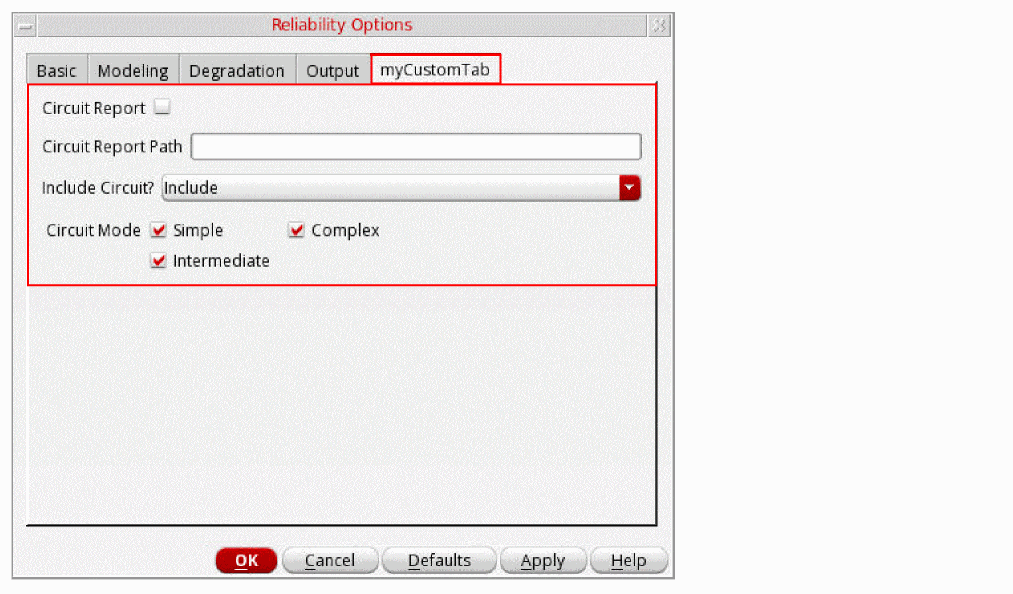 Reliability Options
Basic Modeling Degradation Output myCustomTab
Circuit Report
Circuit Report Path
Include Circuit? Include
Circuit Mode Simple Complex
Intermediate
OK Cancel Defaults Apply Help